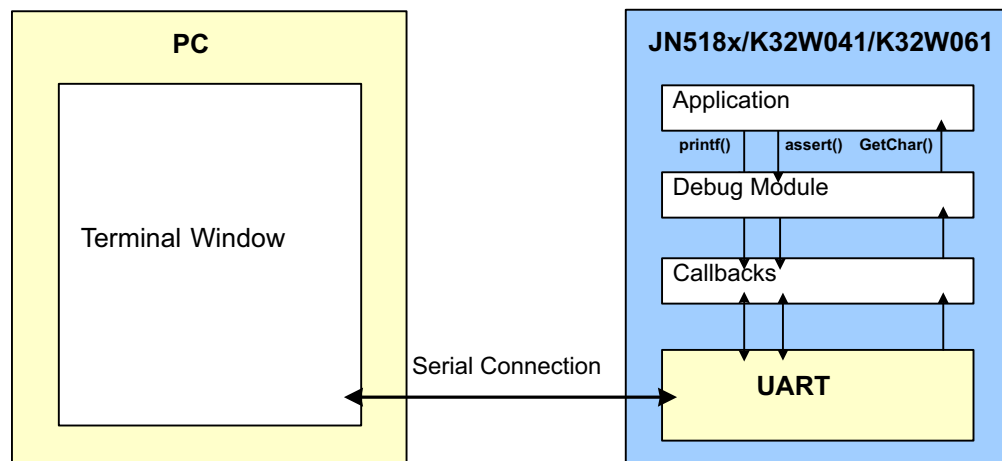 PC
Terminal Window
Serial Connection
JN518x/K32W041/K32W061
Application
printf() assert() GetChar()
Debug Module
Callbacks
UART